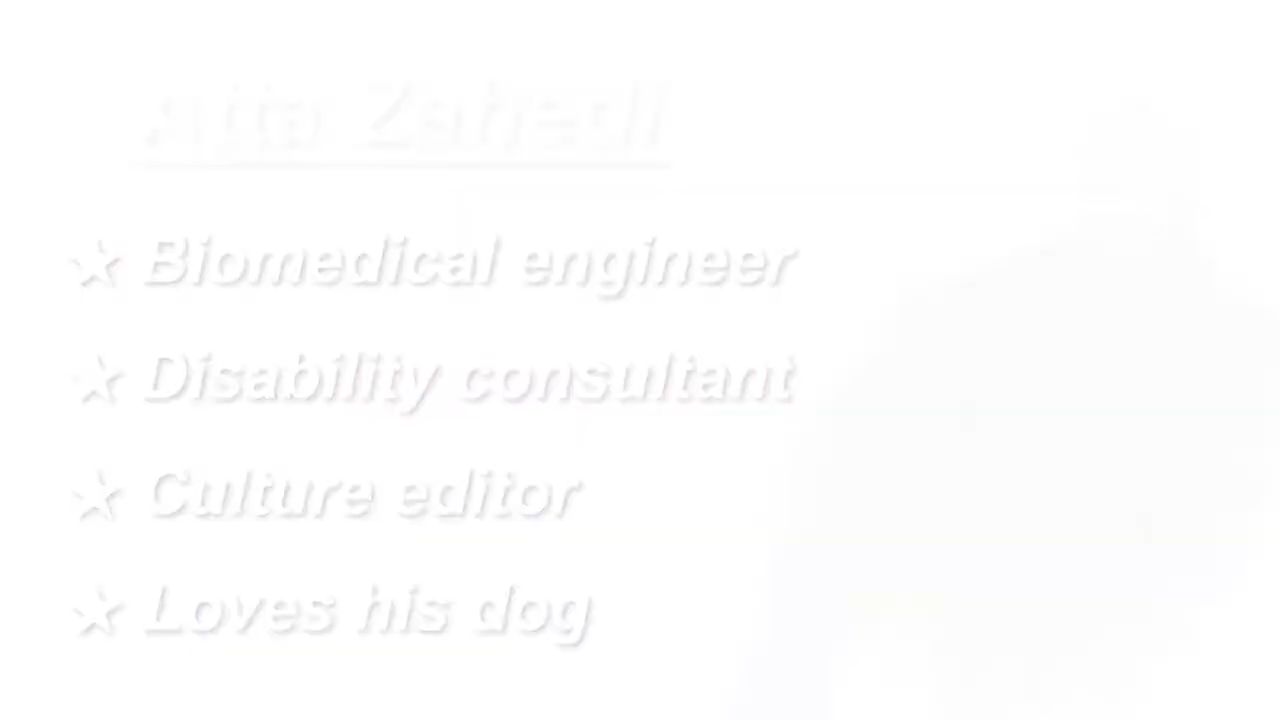 ★ Biomedical engineer
★ Disability consultant
★ Culture editor
★ Loves his dog